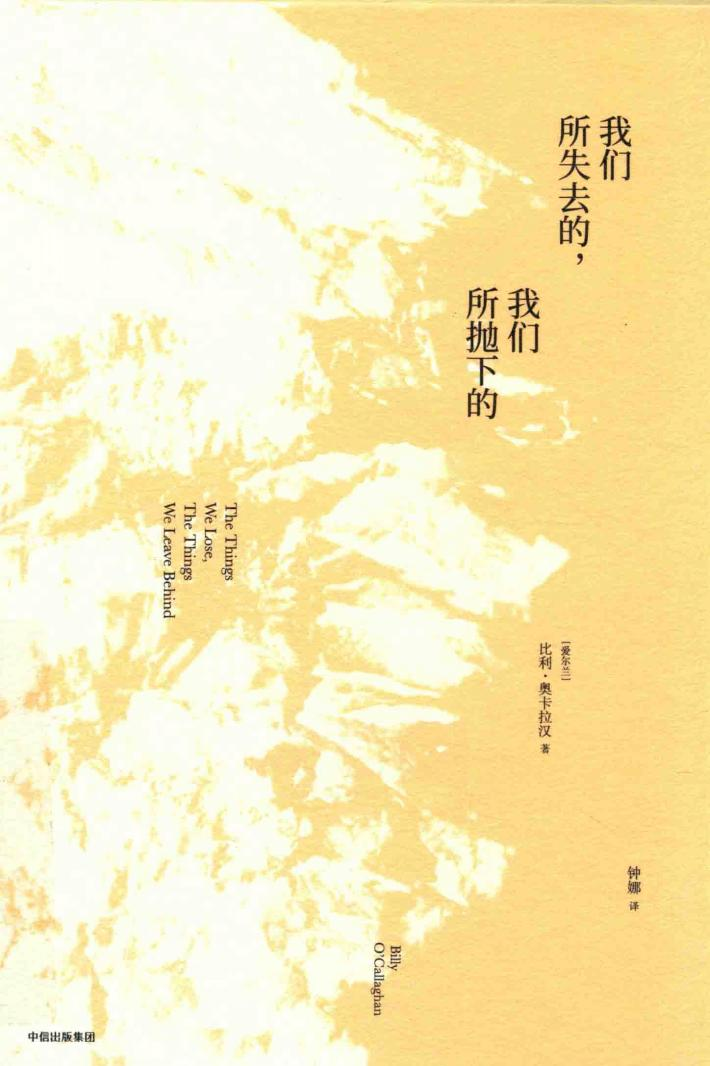 我们
所失去的，
我们
所抛下的
The Things
We Lose,
The Things
We Leave Behind
[爱尔兰]
比利·奥卡拉汉 著
钟娜 译
Billy
O'Callaghan
中信出版集团